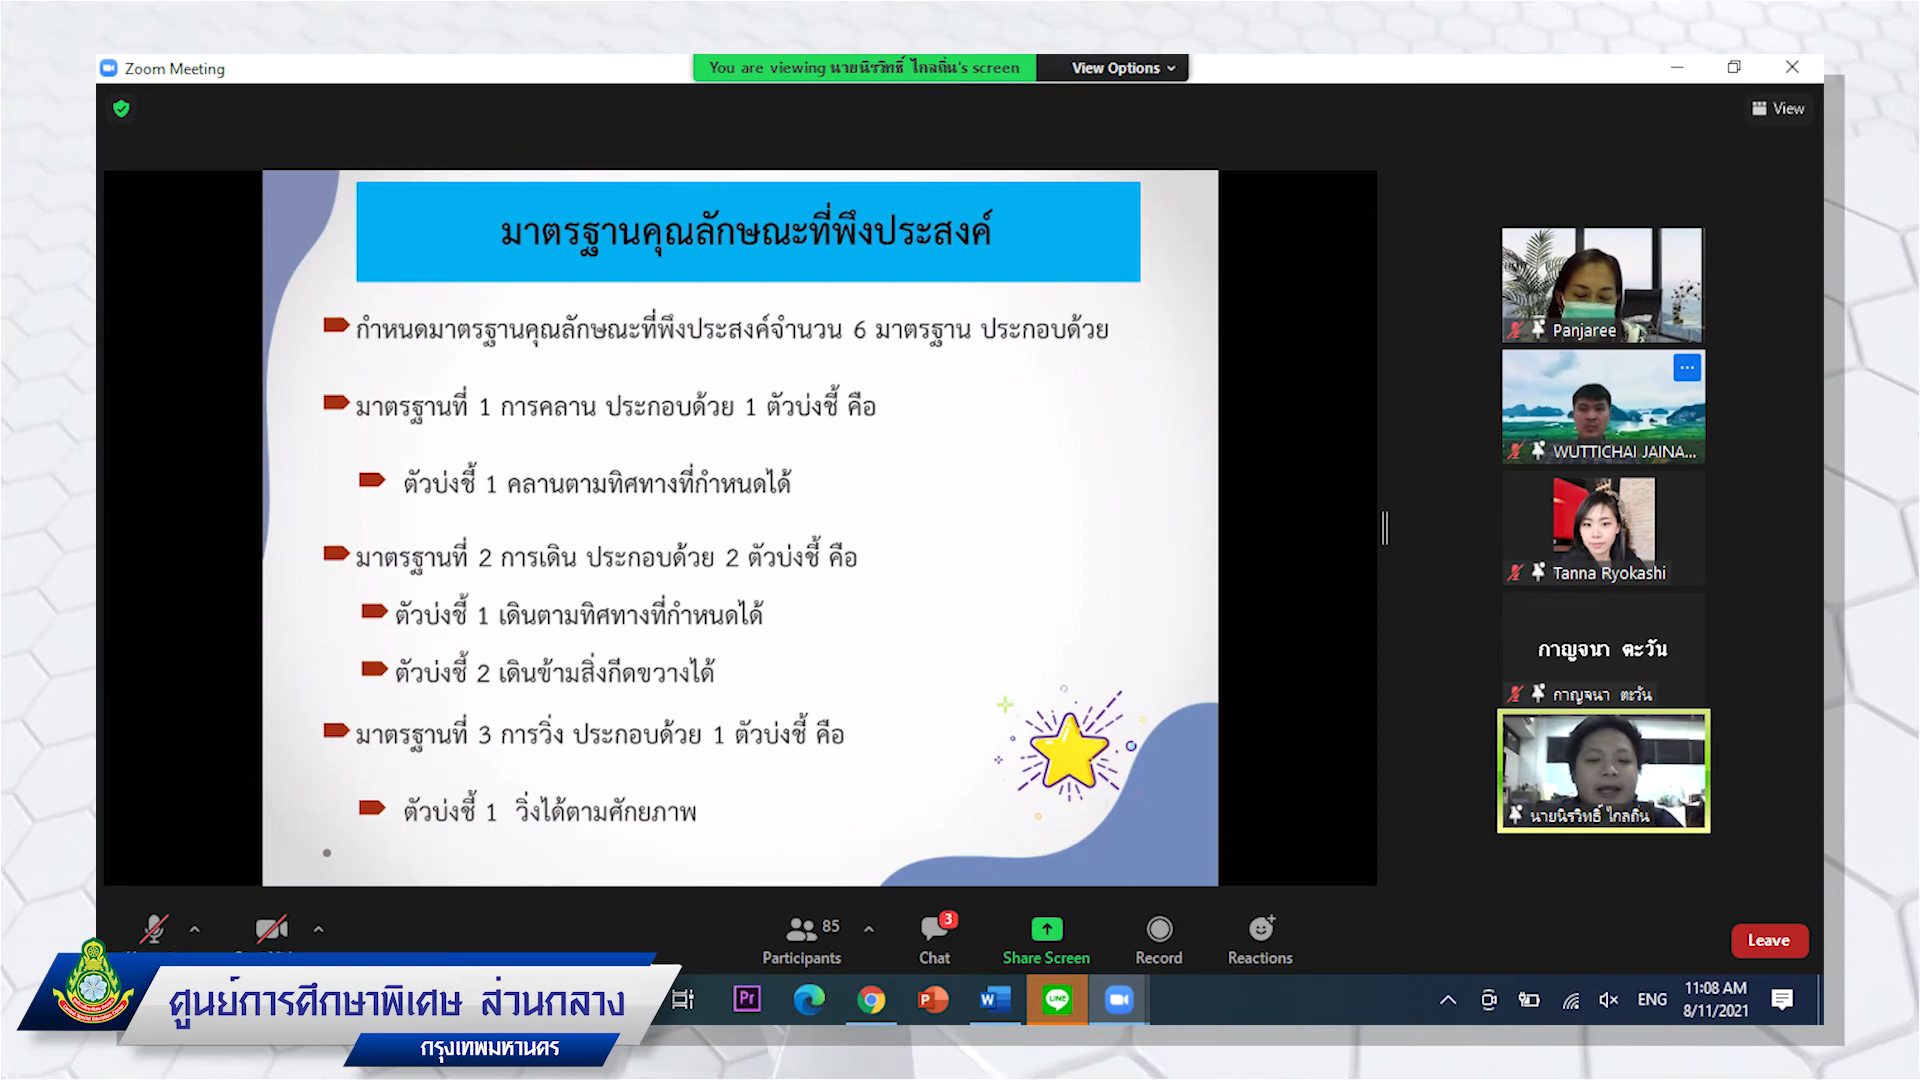 Zoom Meeting
You are viewing นายนิรวิทธิ์ ไกลถิ่น's screen
View Options
View
มาตรฐานคุณลักษณะที่พึงประสงค์
กำหนดมาตรฐานคุณลักษณะที่พึงประสงค์จำนวน 6 มาตรฐาน ประกอบด้วย
มาตรฐานที่ 1 การคลาน ประกอบด้วย 1 ตัวบ่งชี้ คือ
ตัวบ่งชี้ 1 คลานตามทิศทางที่กำหนดได้
มาตรฐานที่ 2 การเดิน ประกอบด้วย 2 ตัวบ่งชี้ คือ
ตัวบ่งชี้ 1 เดินตามทิศทางที่กำหนดได้
ตัวบ่งชี้ 2 เดินข้ามสิ่งกีดขวางได้
มาตรฐานที่ 3 การวิ่ง ประกอบด้วย 1 ตัวบ่งชี้ คือ
ตัวบ่งชี้ 1 วิ่งได้ตามศักยภาพ
Panjaree
WUTTICHAI JAINA...
Tanna Ryokashi
กาญจนา ตะวัน
กาญจนา ตะวัน
นายนิรวิทธิ์ ไกลถิ่น
85
3
Participants
Chat
Share Screen
Record
Reactions
Leave
ศูนย์การศึกษาพิเศษ ส่วนกลาง
กรุงเทพมหานคร
Pr
P
W
LINE
ENG
11:08 AM
8/11/2021